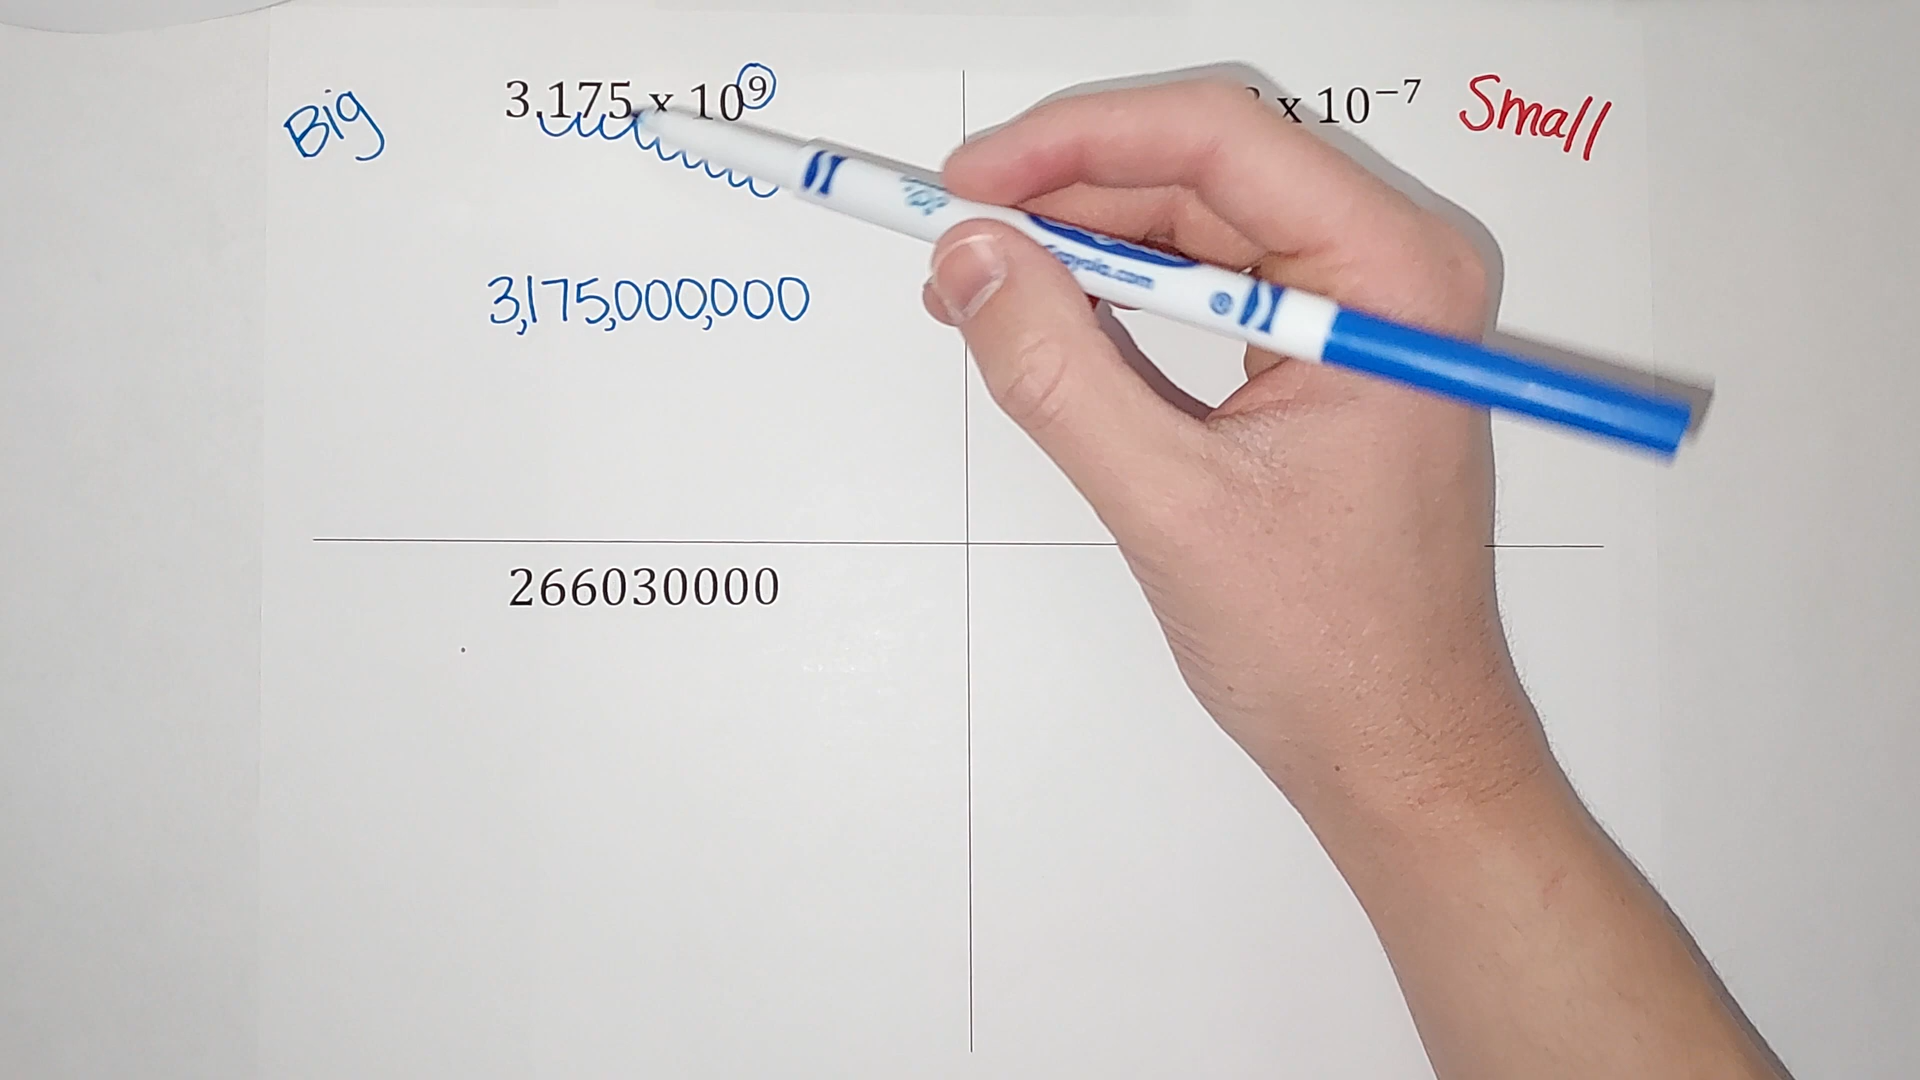 Big
3.175 x 10⁹
x 10⁻⁷
Small
3,175,000,000
266030000